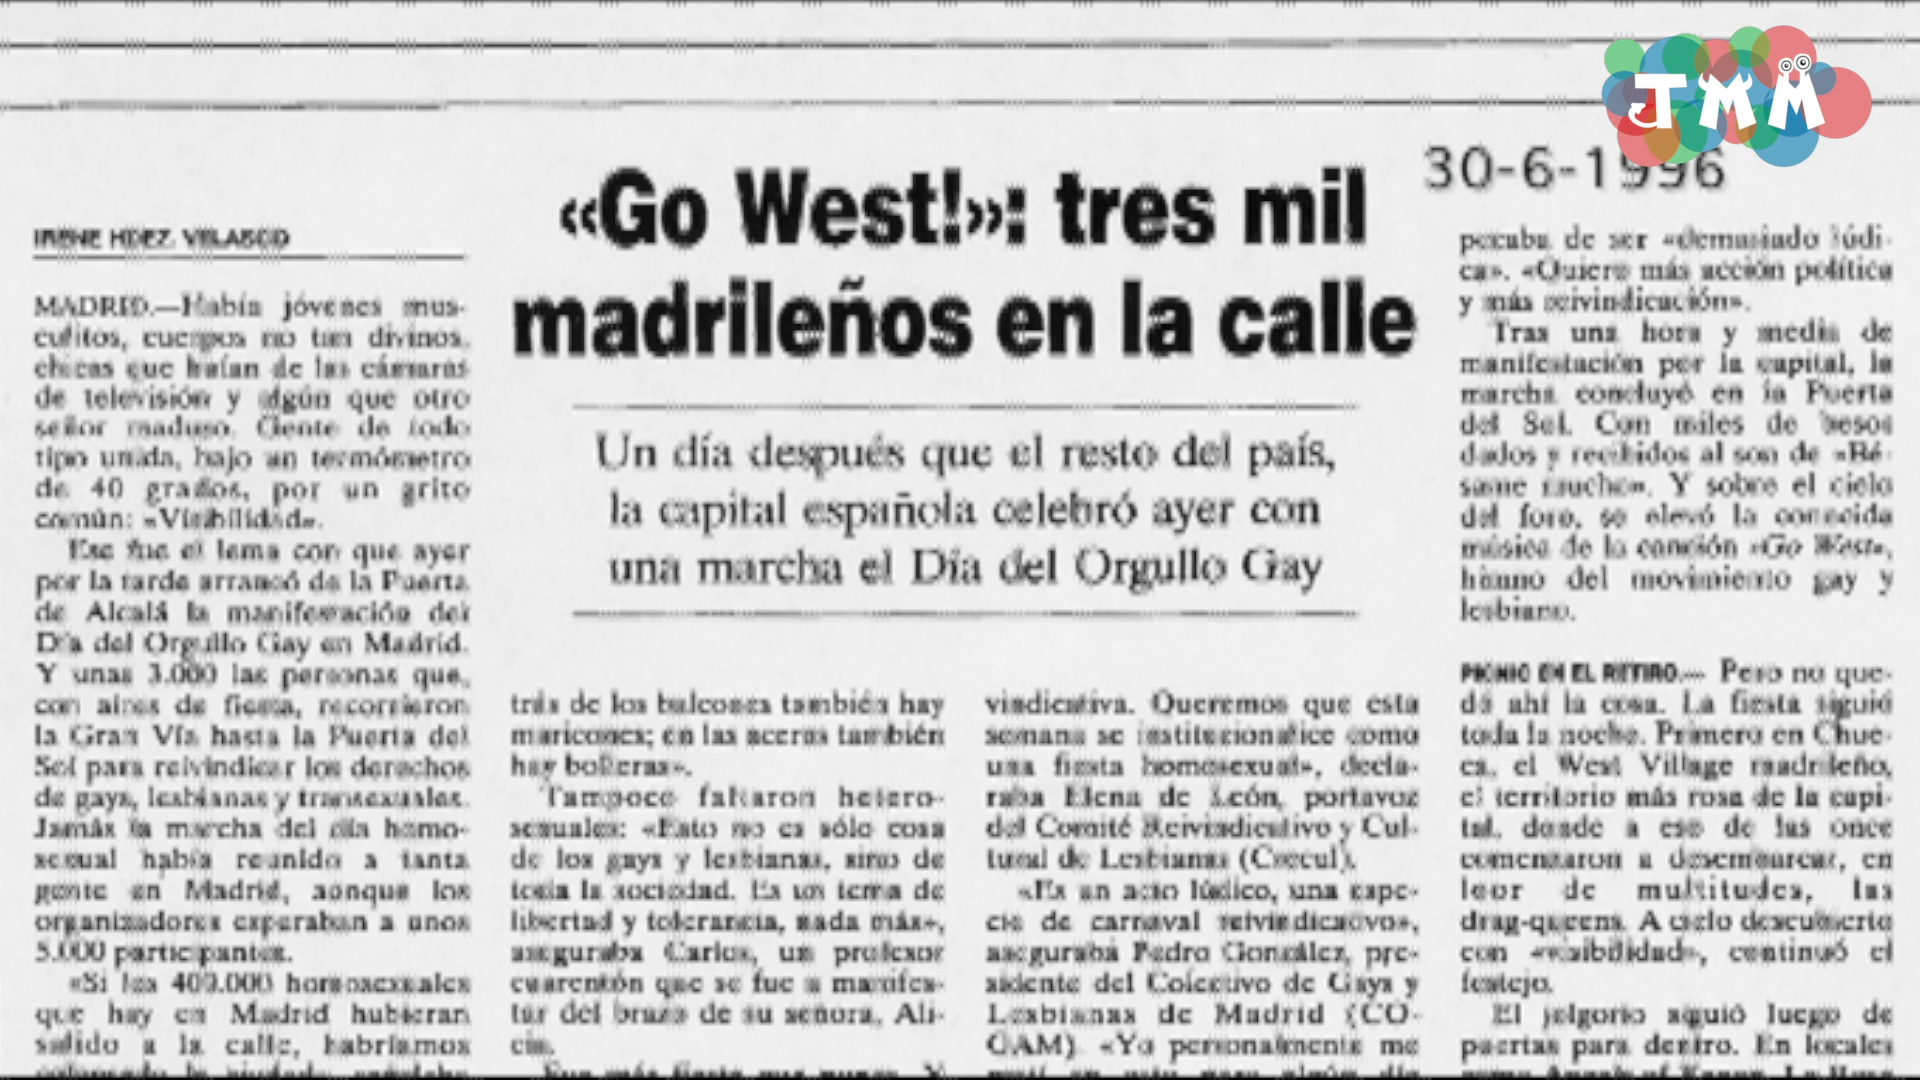 TMM
30-6-1996
«Go West!»: tres mil
madrileños en la calle
Un día después que el resto del país,
la capital española celebró ayer con
una marcha el Día del Orgullo Gay
IRENE HDEZ. VELASCO
MADRID.—Había jóvenes mus-
culitos, cuerpos no tan divinos,
chicas que huían de las cámaras
de televisión y algún que otro
señor maduro. Gente de todo
tipo unida, bajo un termómetro
de 40 grados, por un grito
común: «Visibilidad».
Ese fue el lema con que ayer
por la tarde arrancó de la Puerta
de Alcalá la manifestación del
Día del Orgullo Gay en Madrid.
Y unas 3.000 las personas que,
con aires de fiesta, recorrieron
la Gran Vía hasta la Puerta del
Sol para reivindicar los derechos
de gays, lesbianas y transexuales.
Jamás la marcha del día homo-
sexual había reunido a tanta
gente en Madrid, aunque los
organizadores esperaban a unos
5.000 participantes.
«Si los 400.000 homosexuales
que hay en Madrid hubieran
salido a la calle, habríamos
trás de los balcones también hay
maricones; en las aceras también
hay bolleras».
Tampoco faltaron hetero-
sexuales: «Esto no es sólo cosa
de los gays y lesbianas, sino de
toda la sociedad. Es un tema de
libertad y tolerancia, nada más»,
aseguraba Carlos, un profesor
cuarentón que se fue a manifes-
tar del brazo de su señora, Ali-
cia.
vindicativa. Queremos que esta
semana se institucionalice como
una fiesta homosexual», decla-
raba Elena de León, portavoz
del Comité Reivindicativo y Cul-
tural de Lesbianas (Crecul).
«Es un acto lúdico, una espe-
cie de carnaval reivindicativo»,
aseguraba Pedro González, pre-
sidente del Colectivo de Gays y
Lesbianas de Madrid (CO-
GAM). «Yo personalmente me
pecaba de ser «demasiado lúdi-
ca». «Quiero más acción política
y más reivindicación».
Tras una hora y media de
manifestación por la capital, la
marcha concluyó en la Puerta
del Sol. Con miles de besos
dados y recibidos al son de «Bé-
same mucho». Y sobre el cielo
del foro, se elevó la conocida
música de la canción «Go West»,
himno del movimiento gay y
lesbiano.
PICNIC EN EL RETIRO.— Pero no que-
dó ahí la cosa. La fiesta siguió
toda la noche. Primero en Chue-
ca, el West Village madrileño,
el territorio más rosa de la capi-
tal, donde a eso de las once
comenzaron a desembarcar, en
loor de multitudes, las
drag-queens. A cielo descubierto
con «visibilidad», continuó el
festejo.
El jolgorio siguió luego de
puertas para dentro. En locales